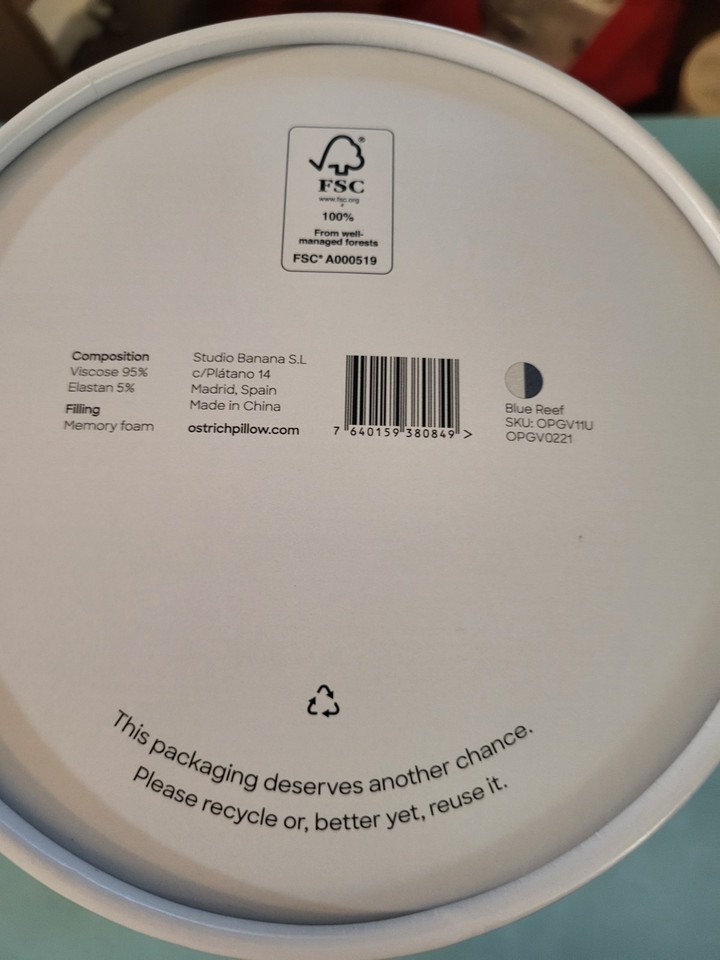 FSC
www.fsc.org
100%
From well-
managed forests
FSC® A000519
Composition
Viscose 95%
Elastan 5%
Filling
Memory foam
Studio Banana S.L
c/Plátano 14
Madrid, Spain
Made in China
ostrichpillow.com
7 640159 380849 >
Blue Reef
SKU: OPGV11U
OPGV0221
This packaging deserves another chance.
Please recycle or, better yet, reuse it.